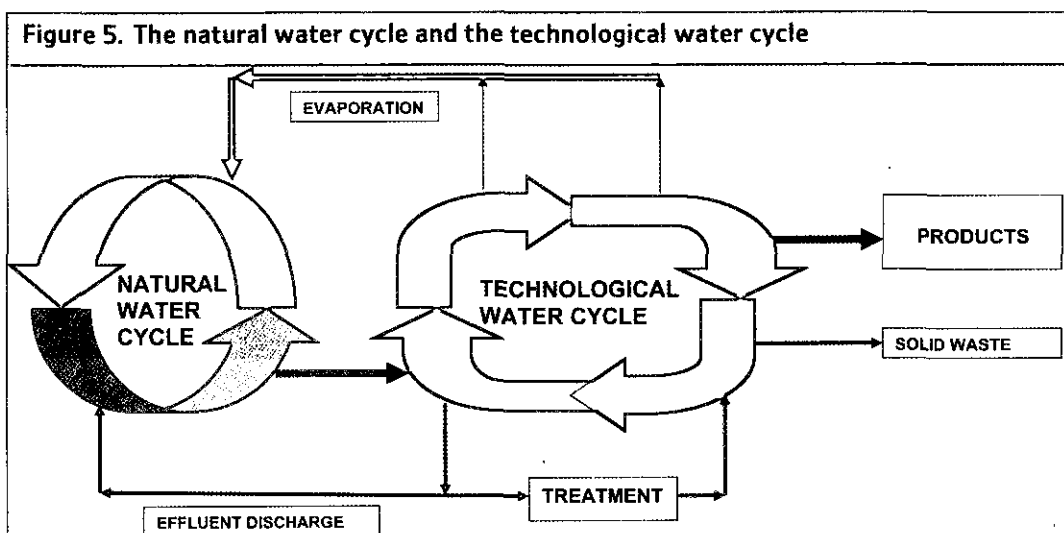 Figure 5. The natural water cycle and the technological water cycle
EVAPORATION
NATURAL
WATER
CYCLE
TECHNOLOGICAL
WATER CYCLE
PRODUCTS
SOLID WASTE
TREATMENT
EFFLUENT DISCHARGE